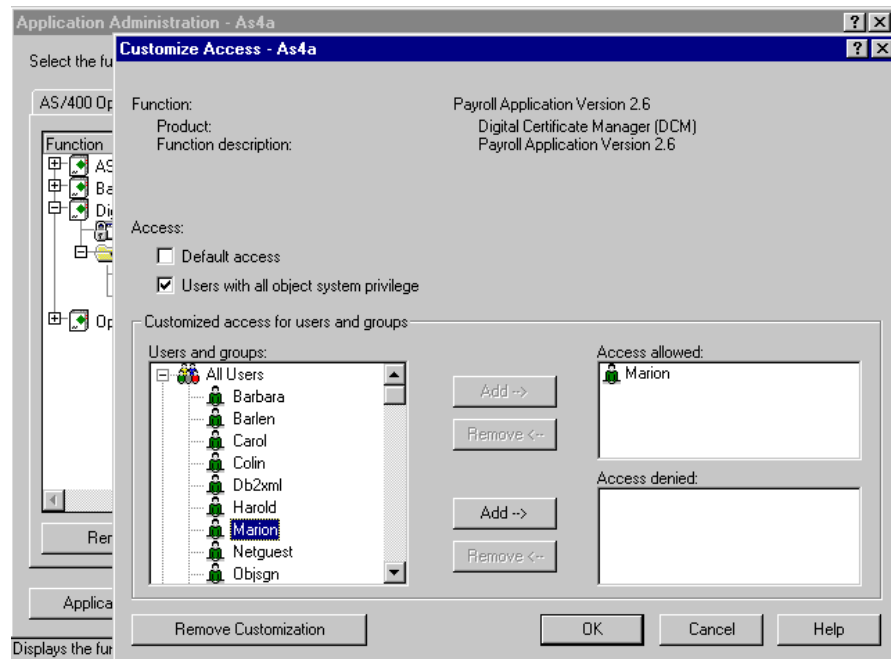 Application Administration - As4a
Customize Access - As4a
Select the fu
AS/400 Op
Function
AS
Ba
Di
Op
Rer
Applica
Displays the fur
Function: Payroll Application Version 2.6
Product: Digital Certificate Manager (DCM)
Function description: Payroll Application Version 2.6
Access:
Default access
Users with all object system privilege
Customized access for users and groups
Users and groups:
All Users
Barbara
Barlen
Carol
Colin
Db2xml
Harold
Marion
Netguest
Objsgn
Add -->
Remove <--
Add -->
Remove <--
Access allowed:
Marion
Access denied:
Remove Customization
OK
Cancel
Help